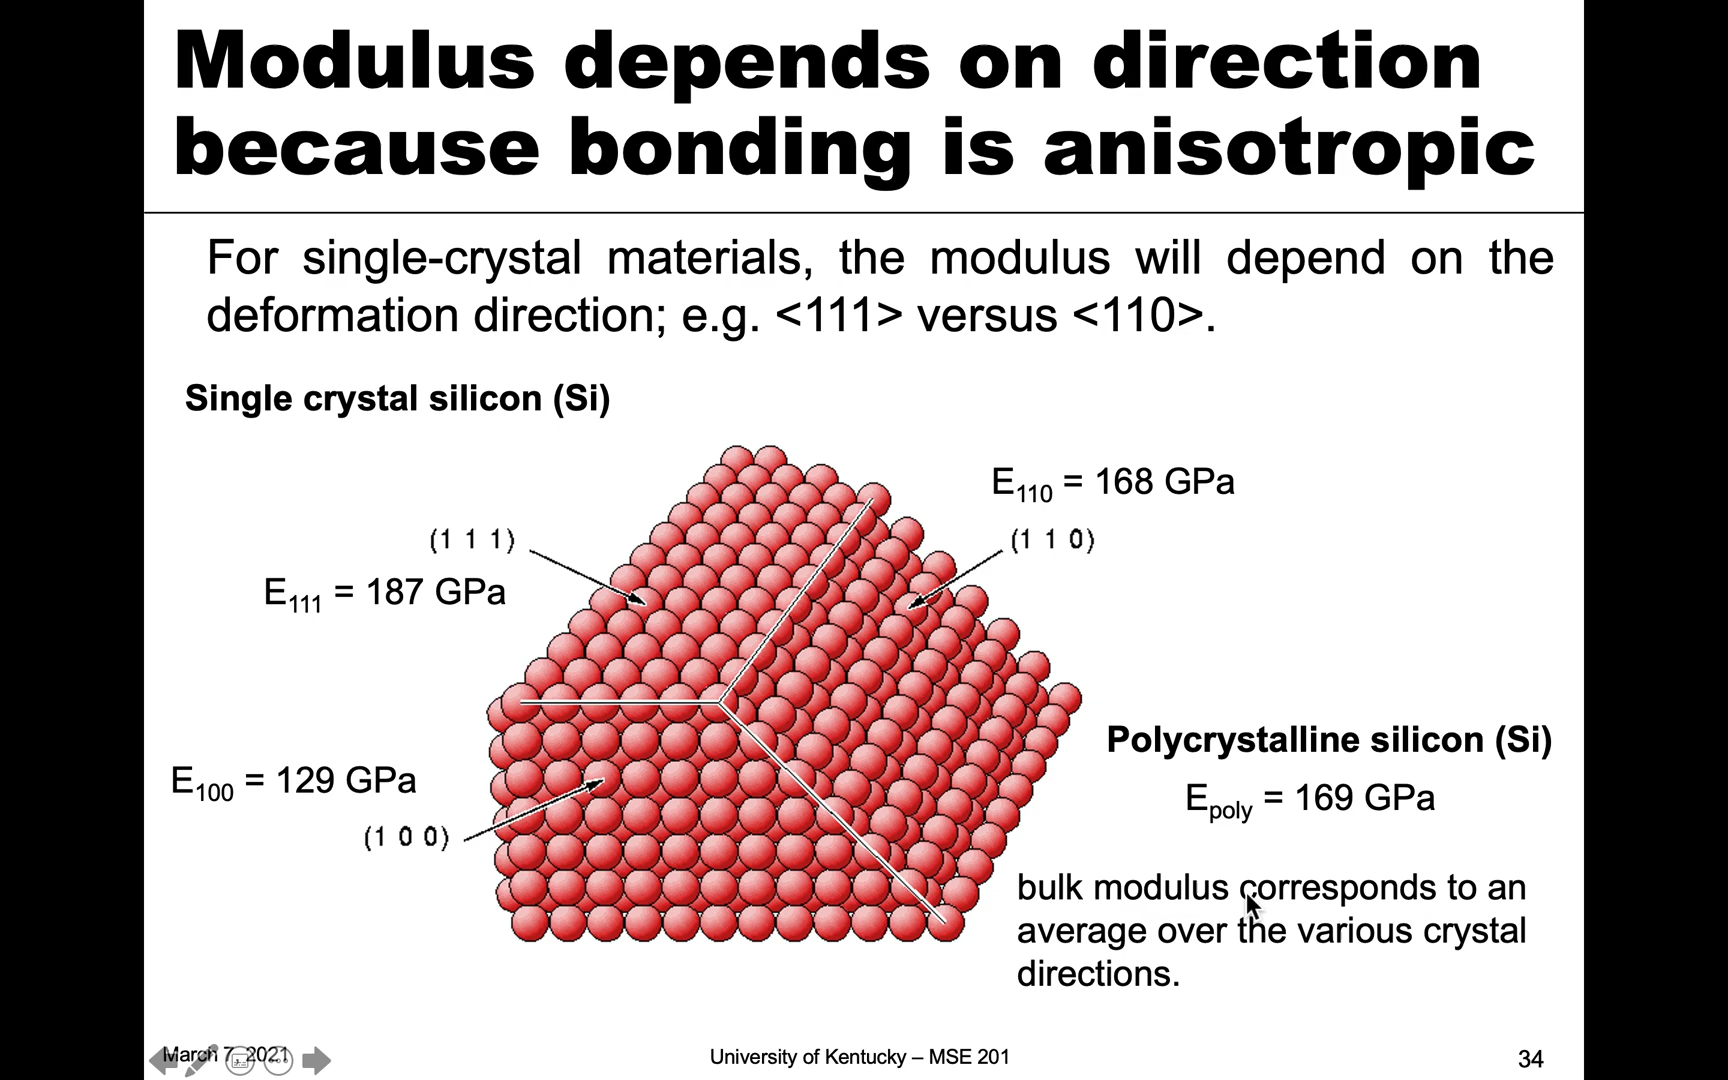 Modulus depends on direction
because bonding is anisotropic
For single-crystal materials, the modulus will depend on the
deformation direction; e.g. <111> versus <110>.
Single crystal silicon (Si)
E110 = 168 GPa
(1 1 1)
(1 1 0)
E111 = 187 GPa
Polycrystalline silicon (Si)
E100 = 129 GPa
Epoly = 169 GPa
(1 0 0)
bulk modulus corresponds to an
average over the various crystal
directions.
March 7, 2021
University of Kentucky – MSE 201
34